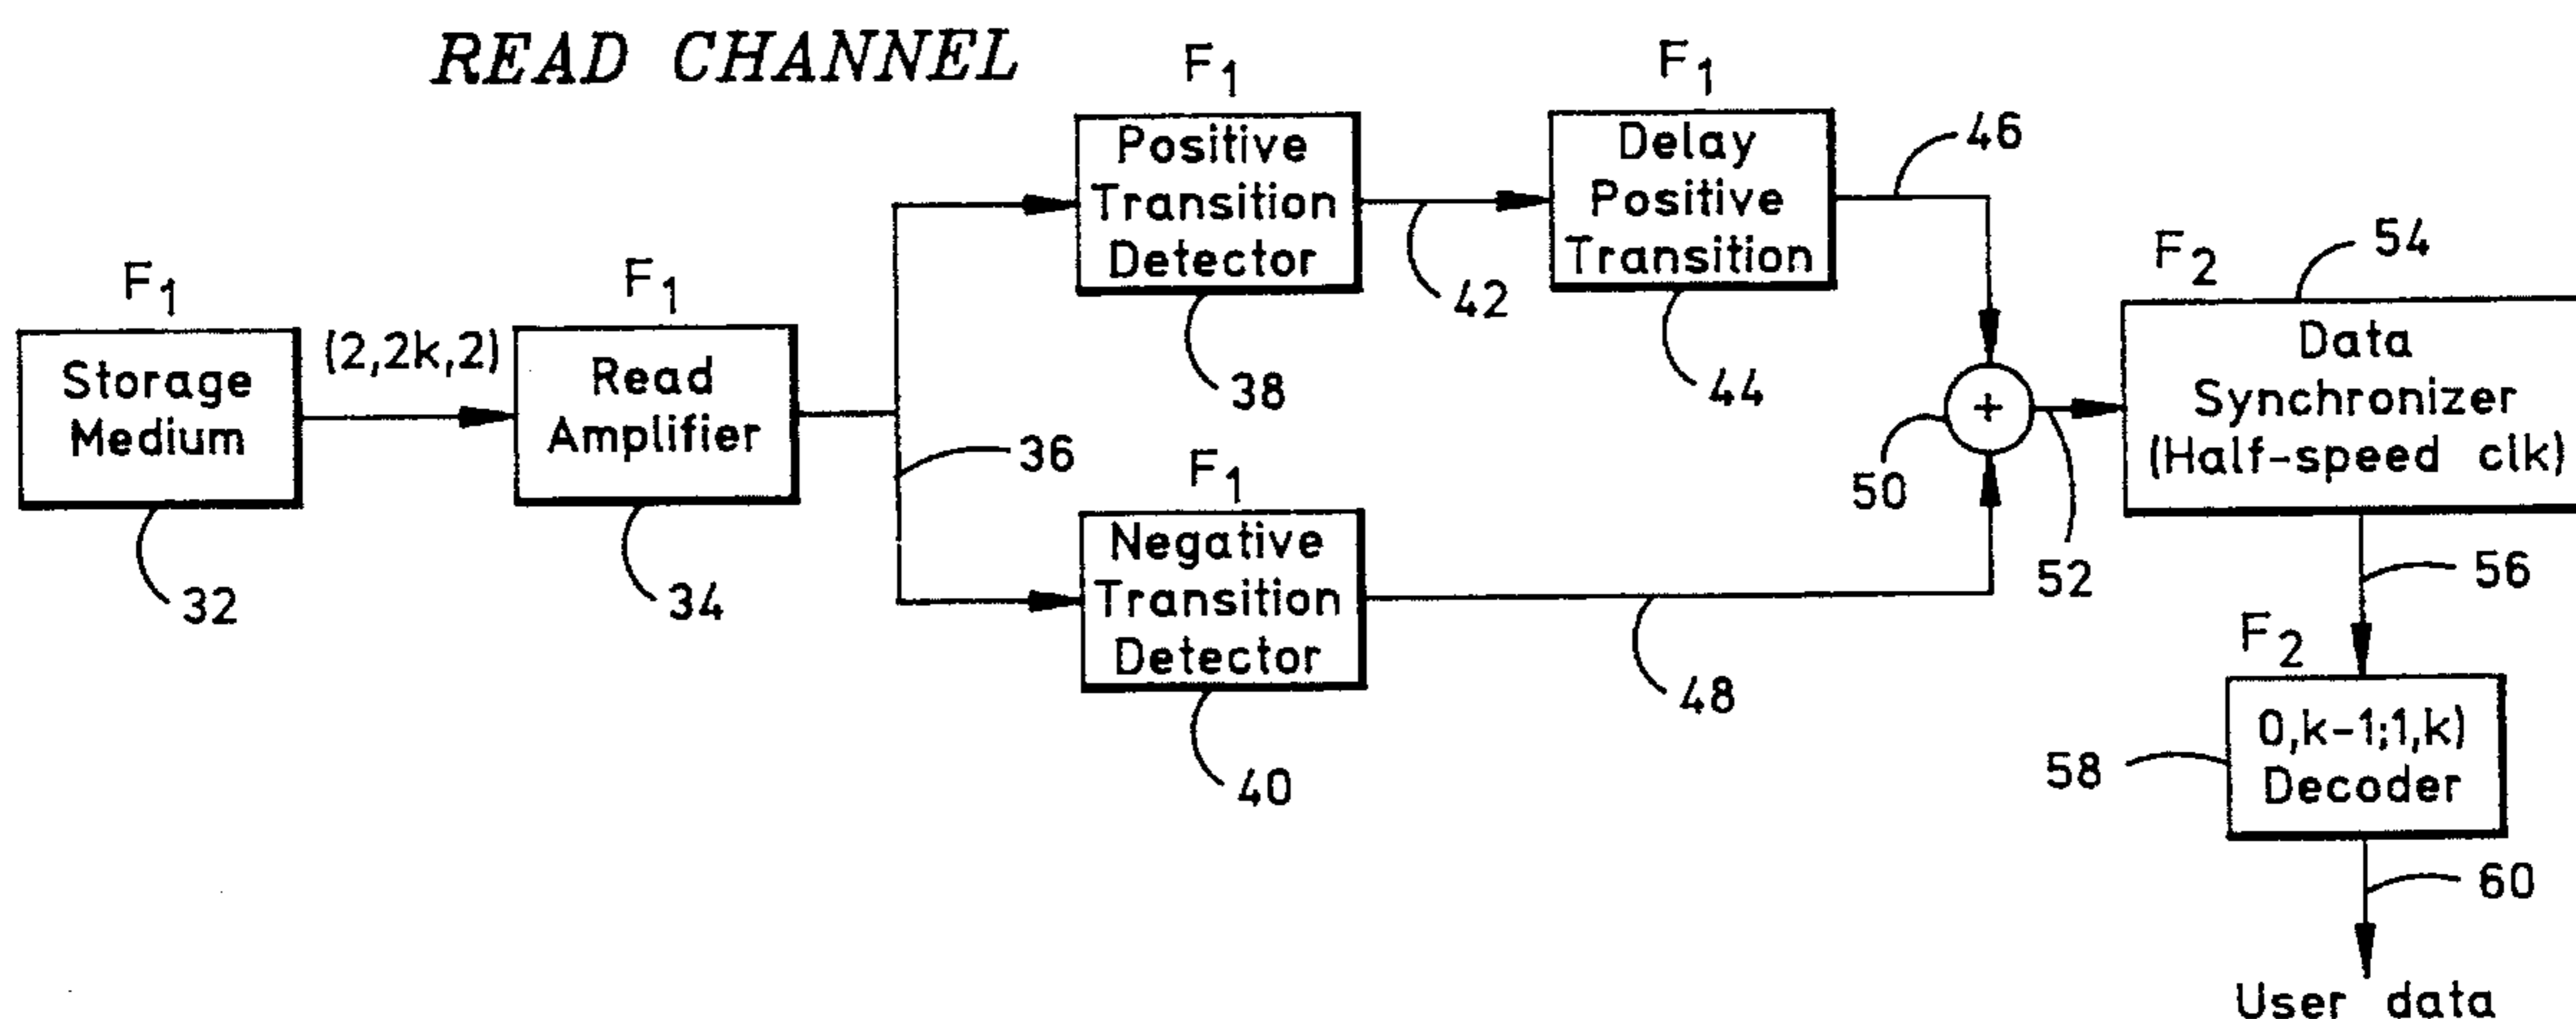 READ CHANNEL
F1
Storage
Medium
32
(2,2k,2)
F1
Read
Amplifier
34
36
F1
Positive
Transition
Detector
38
42
F1
Delay
Positive
Transition
44
46
F1
Negative
Transition
Detector
40
48
50
+
52
F2
54
Data
Synchronizer
(Half-speed clk)
56
F2
0,k-1;1,k)
Decoder
58
60
User data